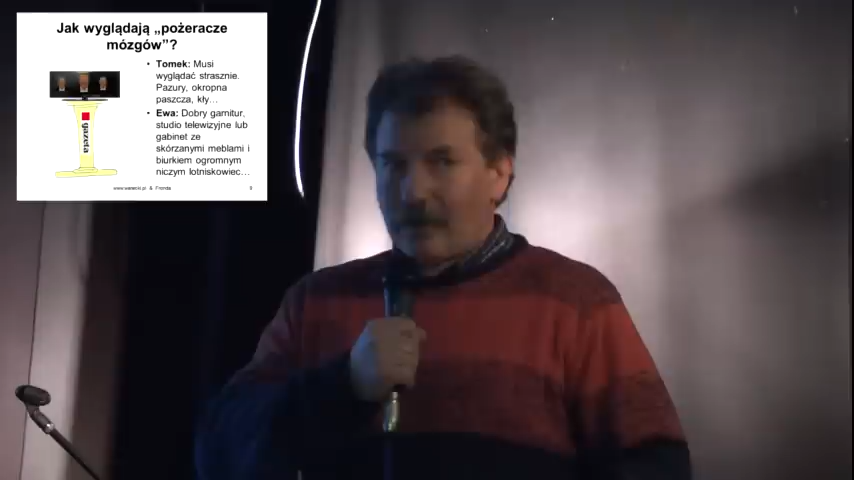 Jak wyglądają „pożeracze
mózgów”?
• Tomek: Musi
wyglądać strasznie.
Pazury, okropna
paszcza, kły…
• Ewa: Dobry garnitur,
studio telewizyjne lub
gabinet ze
skórzanymi meblami i
biurkiem ogromnym
niczym lotniskowiec…
gazeta